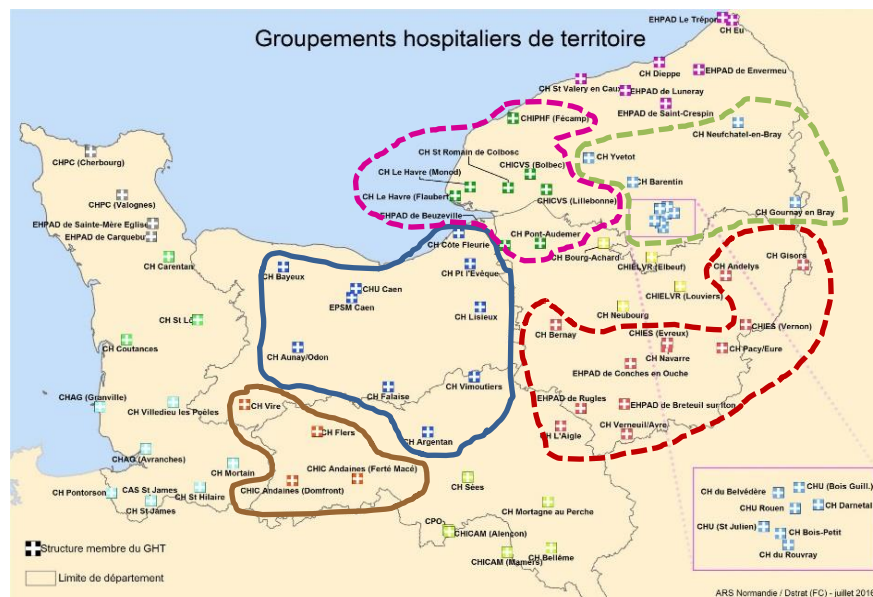 Groupements hospitaliers de territoire
EHPAD Le Trépor
CH Eu
CH Dieppe
EHPAD de Envermeu
CH St Valery en Caux
EHPAD de Luneray
EHPAD de Saint-Crespin
CHIPHF (Fécamp)
CH Neufchatel-en-Bray
CH St Romain de Colbosc
CH Yvetot
CHPC (Cherbourg)
CHICVS (Bolbec)
CH Le Havre (Monod)
CH Barentin
CHPC (Valognes)
CH Le Havre (Flaubert)
CHICVS (Lillebonne)
CH Gournay en Bray
EHPAD de Beuzeville
EHPAD de Sainte-Mère Eglise
EHPAD de Carquebu
CH Pont-Audemer
CH Côte Fleurie
CH Bourg-Achard
CH Carentan
CH Gisors
CHIELVR (Elbeuf)
CH Andelys
CH Bayeux
CH Pt l'Evêque
CHU Caen
EPSM Caen
CHIELVR (Louviers)
CH Lisieux
CH Neubourg
CH St Lô
CHIES (Vernon)
CH Bernay
CHIES (Evreux)
CH Coutances
CH Pacy/Eure
CH Aunay/Odon
CH Navarre
EHPAD de Conches en Ouche
CH Vimoutiers
CH Falaise
CHAG (Granville)
CH Villedieu les Poèles
CH Vire
EHPAD de Rugles
EHPAD de Breteuil sur Iton
CH Flers
CH L'Aigle
CH Verneuil/Avre
CH Argentan
CHAG (Avranches)
CH Mortain
CHIC Andaines (Ferté Macé)
CH Sées
CHIC Andaines (Domfront)
CH Pontorson
CAS St James
CH St Hilaire
CH St James
CH Mortagne au Perche
CPO
CHICAM (Alençon)
CHICAM (Mamers)
CH Bellême
CHU (Bois Guill.)
CH du Belvédère
CHU Rouen
CH Darnetal
CHU (St Julien)
CH Bois-Petit
CH du Rouvray
Structure membre du GHT
Limite de département
ARS Normandie / Dstrat (FC) - juillet 2016